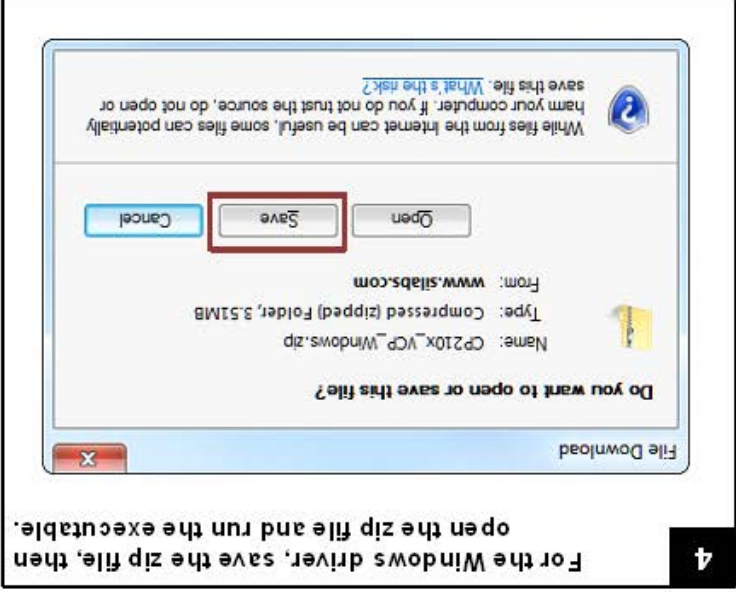 4
For the Windows driver, save the zip file, then
open the zip file and run the executable.
File Download
X
Do you want to open or save this file?
Name: CP210x_VCP_Windows.zip
Type: Compressed (zipped) Folder, 3.51MB
From: www.silabs.com
Open Save Cancel
While files from the Internet can be useful, some files can potentially
harm your computer. If you do not trust the source, do not open or
save this file. What's the risk?